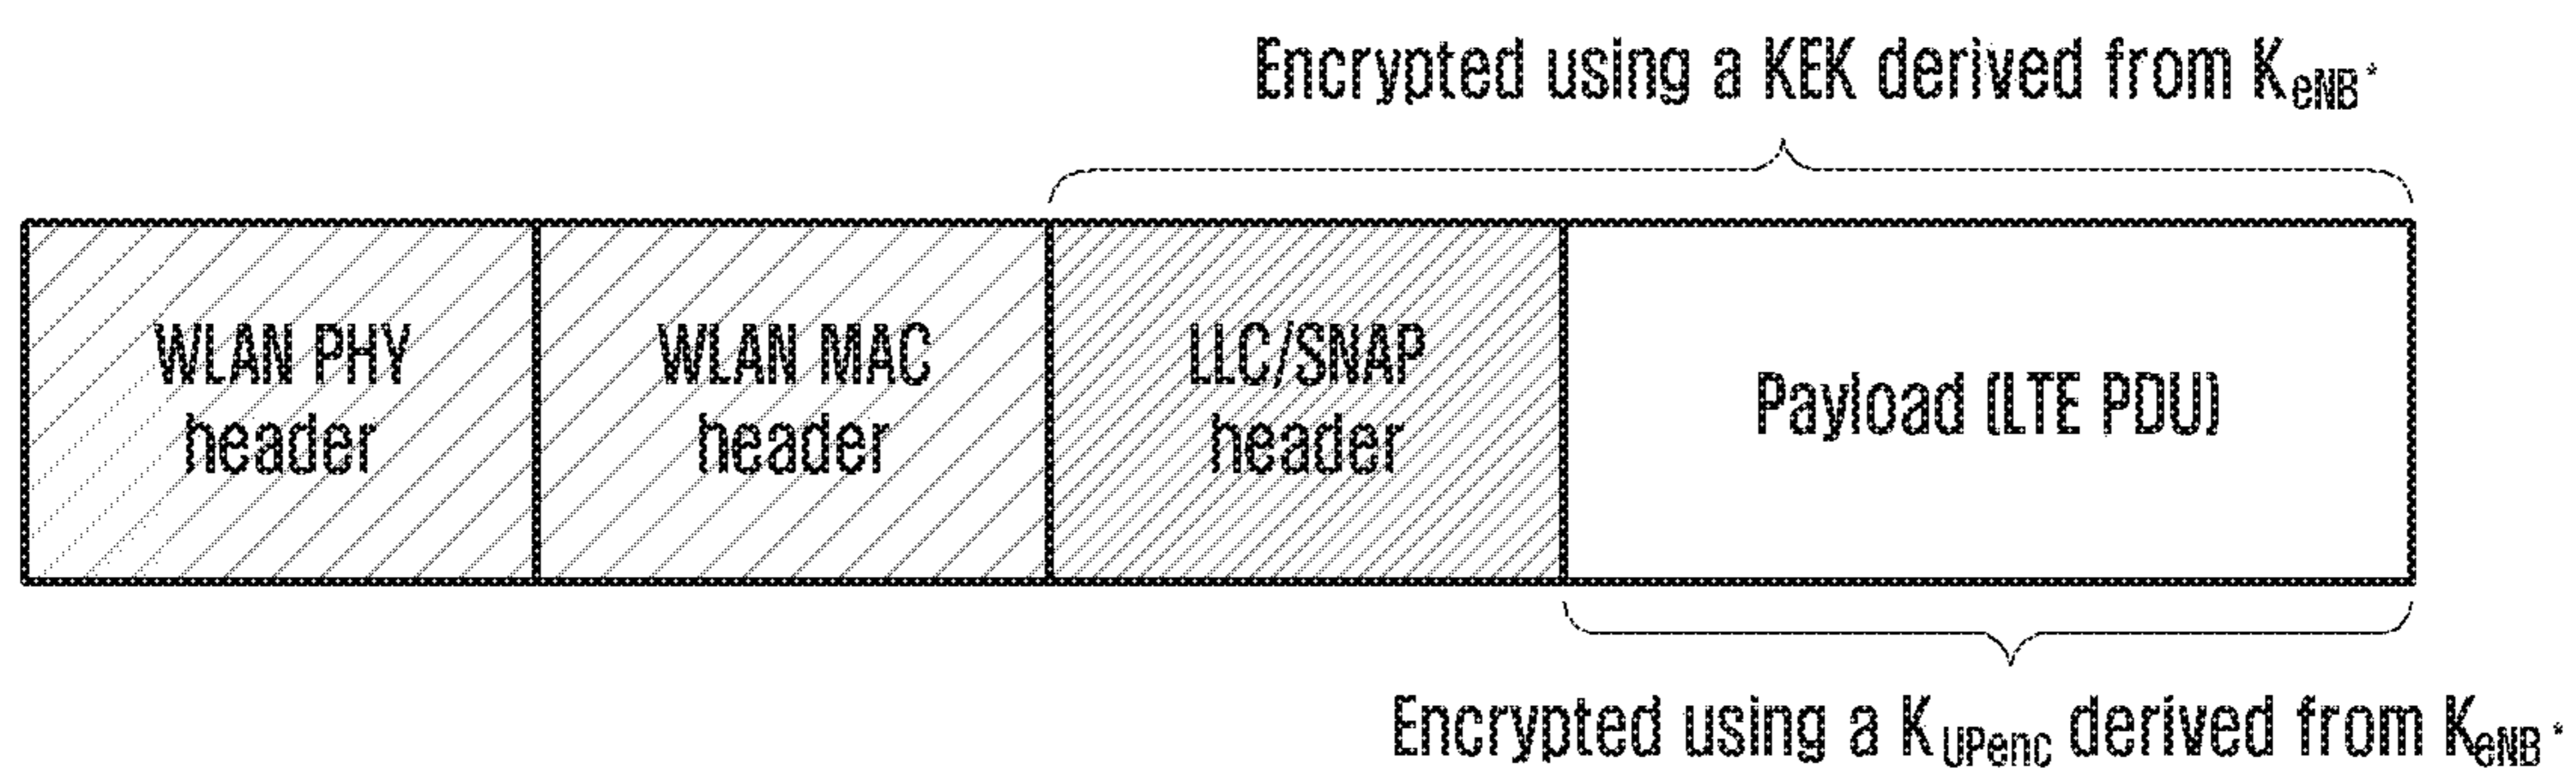 Encrypted using a KEK derived from KeNB*
WLAN PHY
header
WLAN MAC
header
LLC/SNAP
header
Payload (LTE PDU)
Encrypted using a KUPenc derived from KeNB*